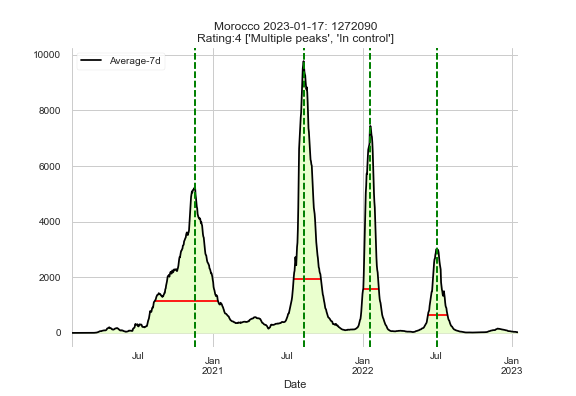 Morocco 2023-01-17: 1272090
Rating:4 ['Multiple peaks', 'In control']
Average-7d
10000
8000
6000
4000
2000
0
Jul
Jan
2021
Jul
Jan
2022
Jul
Jan
2023
Date